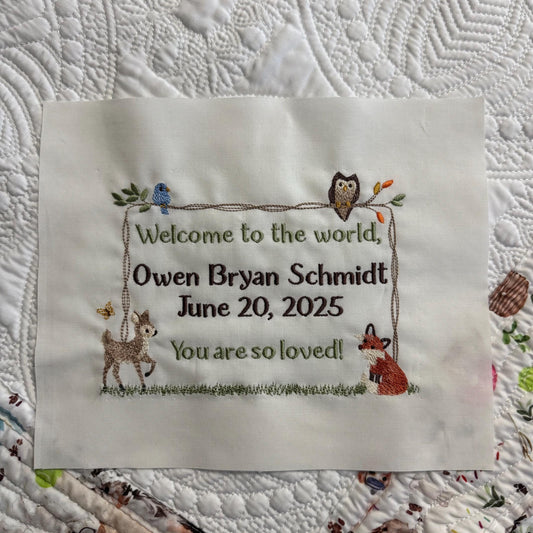 Welcome to the world,
Owen Bryan Schmidt
June 20, 2025
You are so loved!